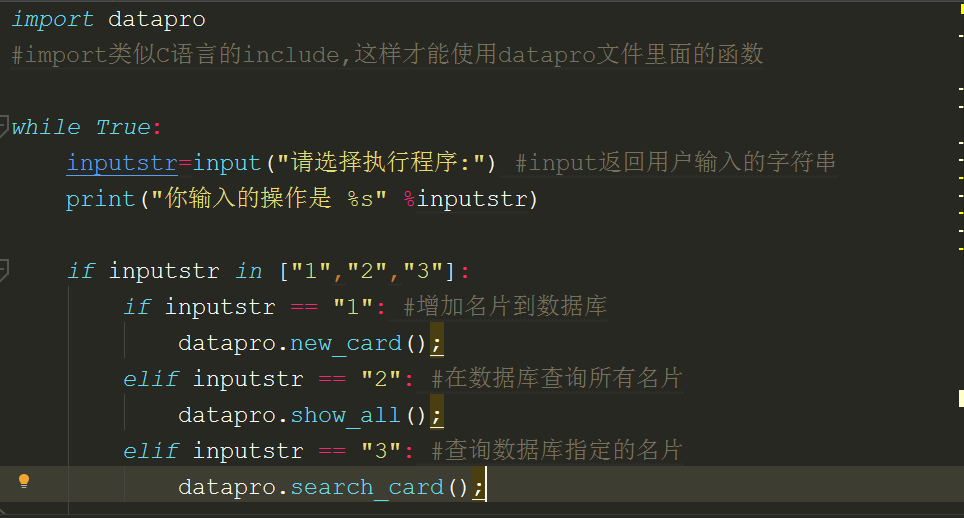 import datapro
#import类似C语言的include,这样才能使用datapro文件里面的函数
while True:
inputstr=input("请选择执行程序:") #input返回用户输入的字符串
print("你输入的操作是 %s" %inputstr)
if inputstr in ["1","2","3"]:
if inputstr == "1": #增加名片到数据库
datapro.new_card();
elif inputstr == "2": #在数据库查询所有名片
datapro.show_all();
elif inputstr == "3": #查询数据库指定的名片
datapro.search_card();